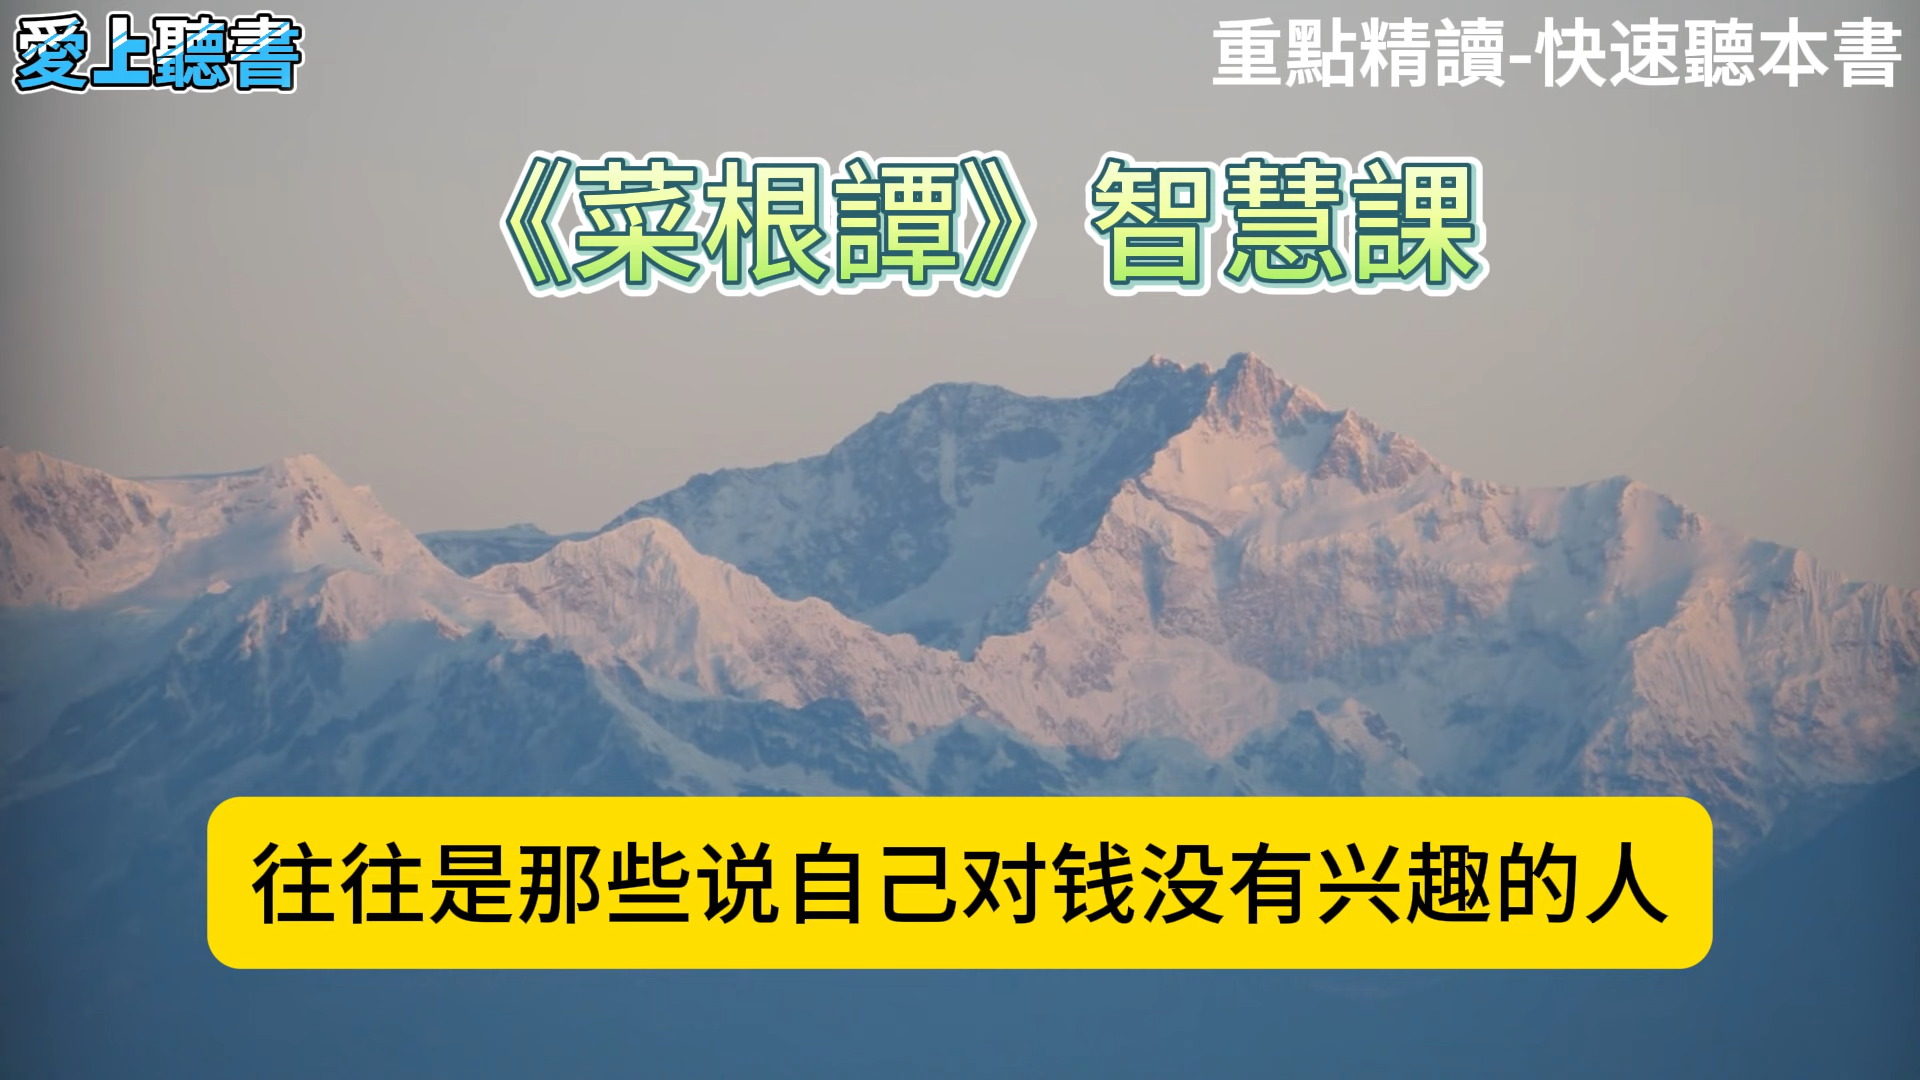 愛上聽書
重點精讀-快速聽本書
《菜根譚》智慧課
往往是那些说自己对钱没有兴趣的人